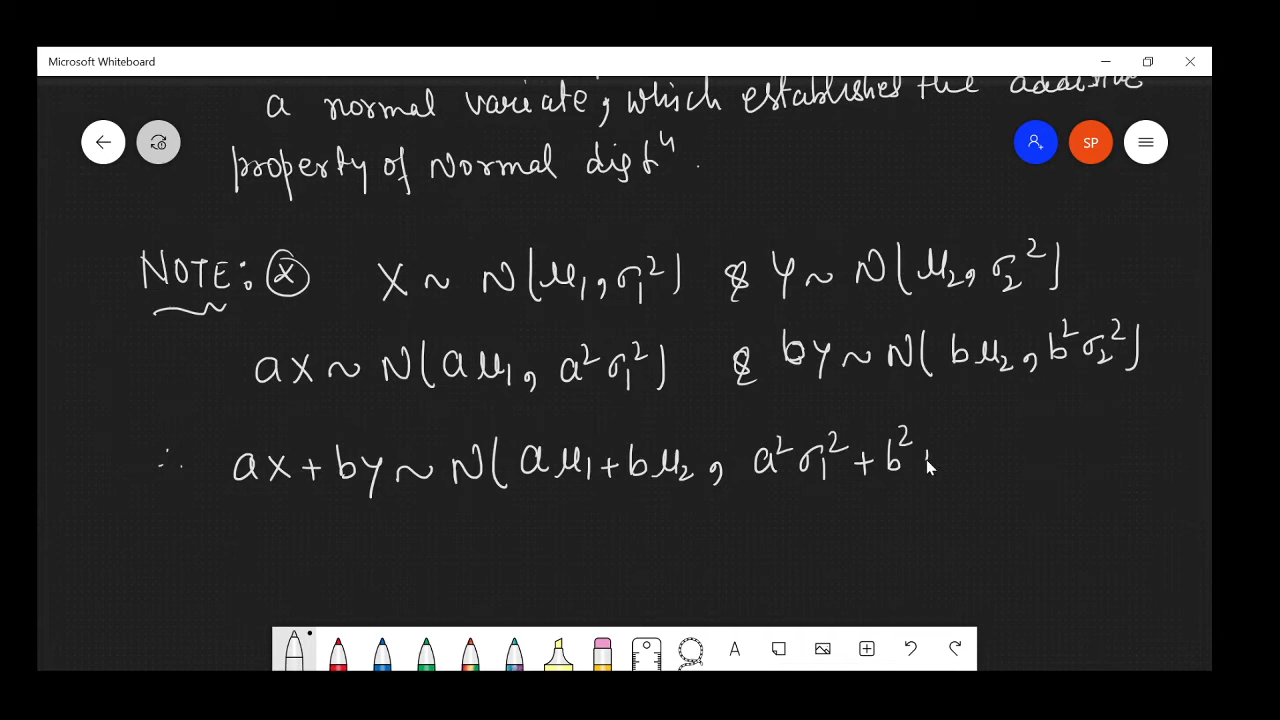 Microsoft Whiteboard
a normal variate, which establishes the additive
property of Normal distⁿ.
SP
NOTE: (x) X ~ N(μ₁, σ₁²) & Y ~ N(μ₂, σ₂²)
aX ~ N(aμ₁, a²σ₁²) & bY ~ N(bμ₂, b²σ₂²)
∴ aX + bY ~ N(aμ₁ + bμ₂, a²σ₁² + b²
A